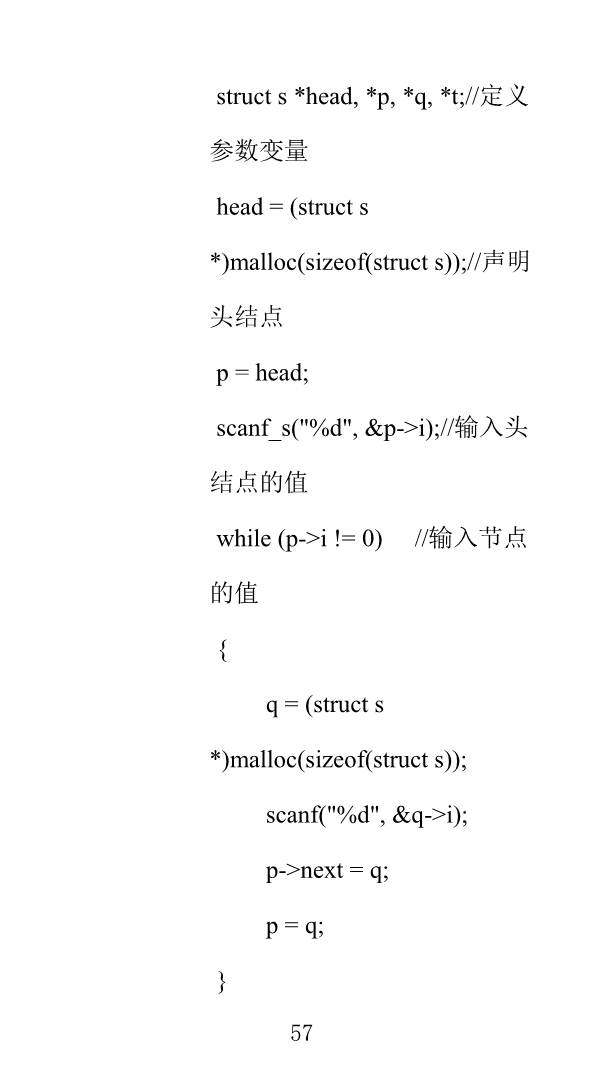 struct s *head, *p, *q, *t;//定义
参数变量
head = (struct s
*)malloc(sizeof(struct s));//声明
头结点
p = head;
scanf_s("%d", &p->i);//输入头
结点的值
while (p->i != 0)     //输入节点
的值
{
q = (struct s
*)malloc(sizeof(struct s));
scanf("%d", &q->i);
p->next = q;
p = q;
}
57